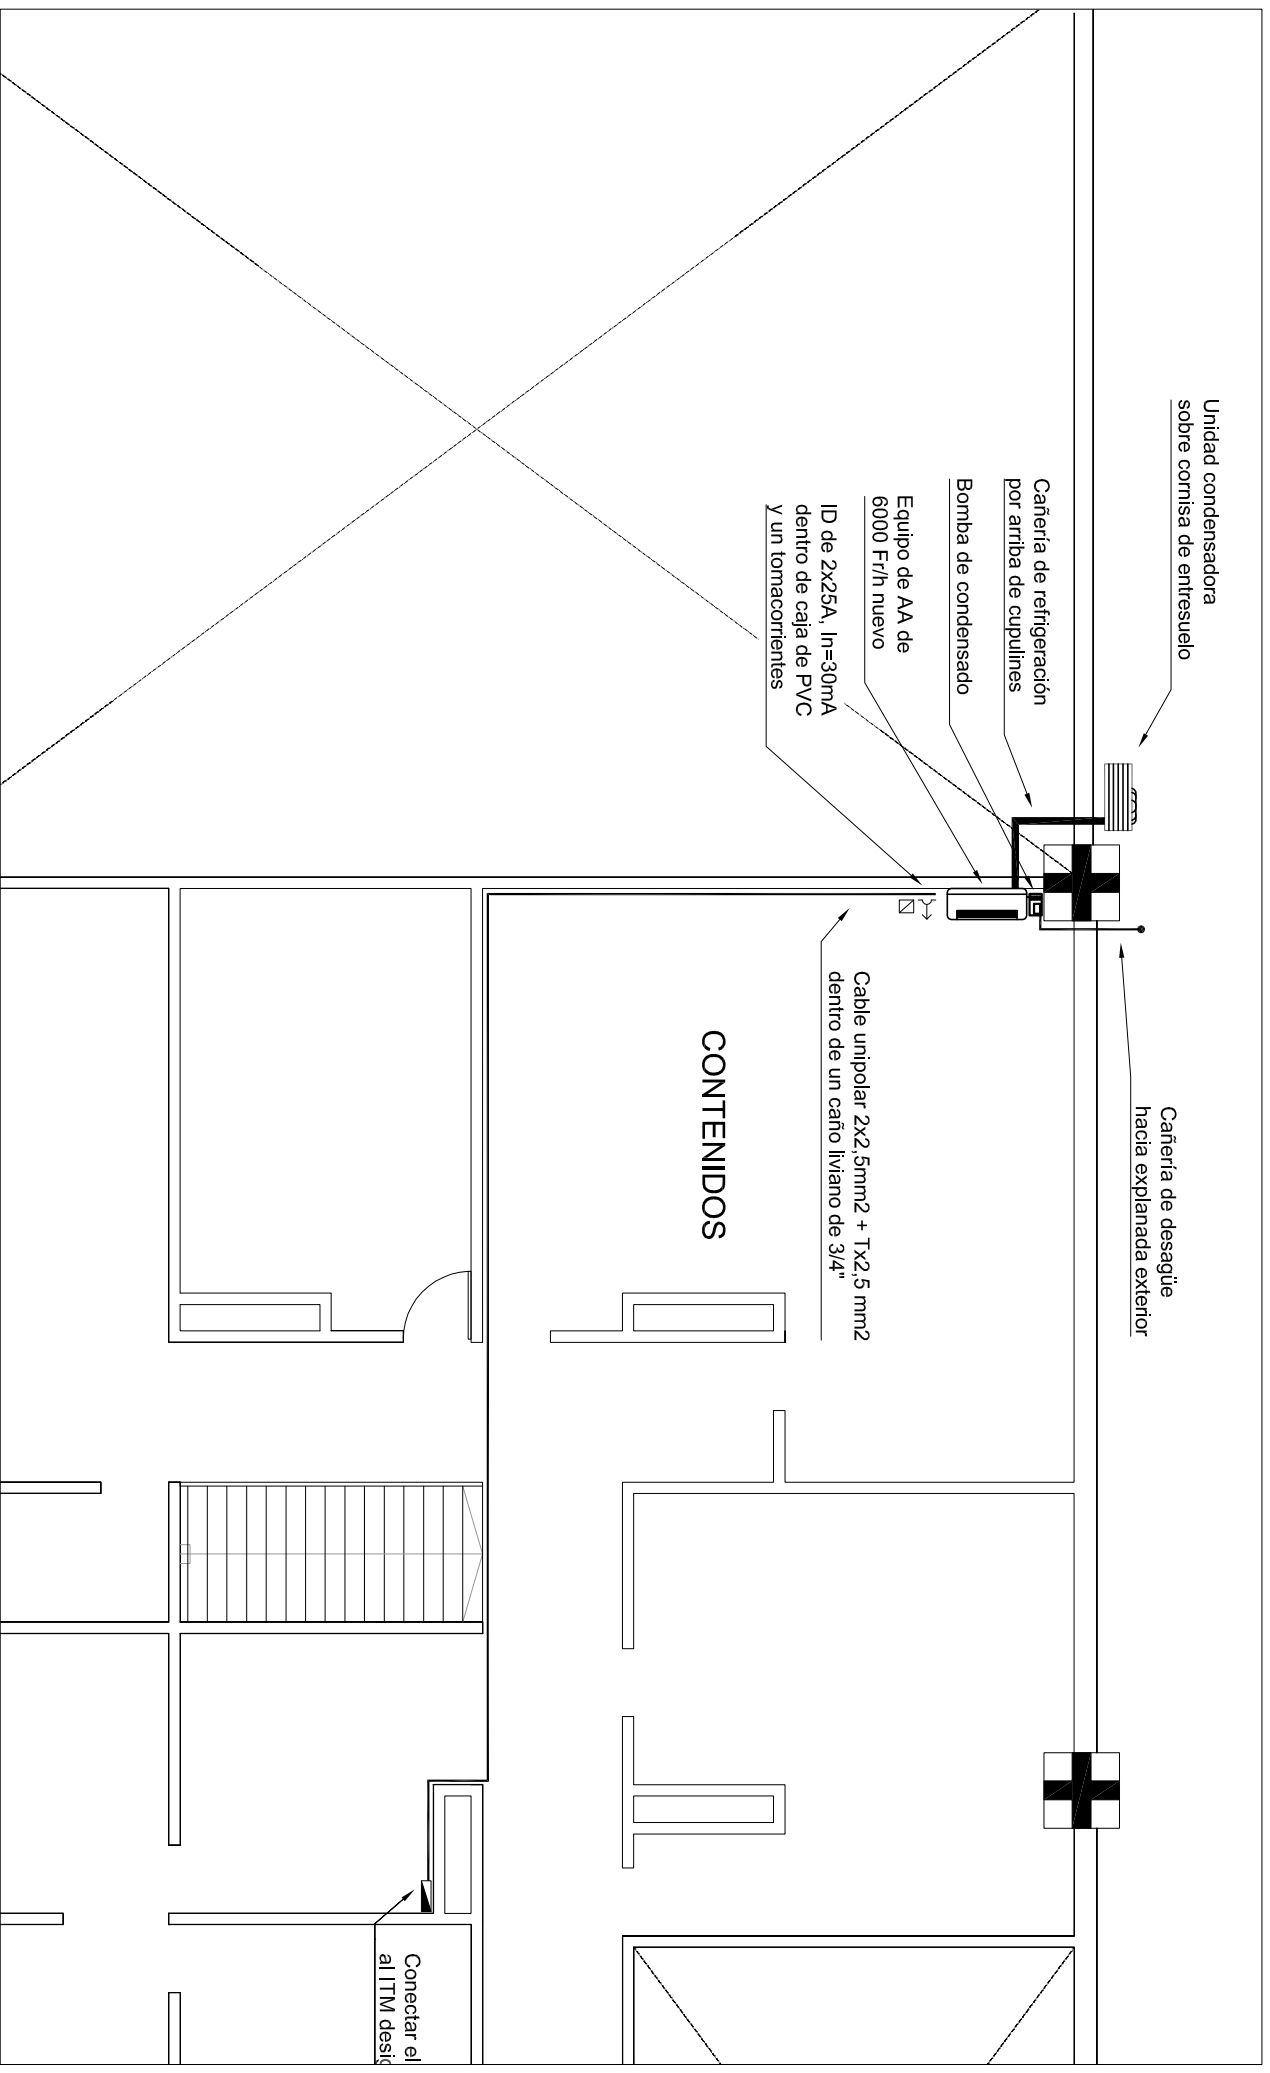 Unidad condensadora
sobre cornisa de entresuelo
Cañería de refrigeración
por arriba de cupulines
Bomba de condensado
Equipo de AA de
6000 Fr/h nuevo
ID de 2x25A, In=30mA
dentro de caja de PVC
y un tomacorrientes
Cañería de desagüe
hacia explanada exterior
Cable unipolar 2x2,5mm2 + Tx2,5 mm2
dentro de un caño liviano de 3/4"
CONTENIDOS
Conectar el
al ITM desig